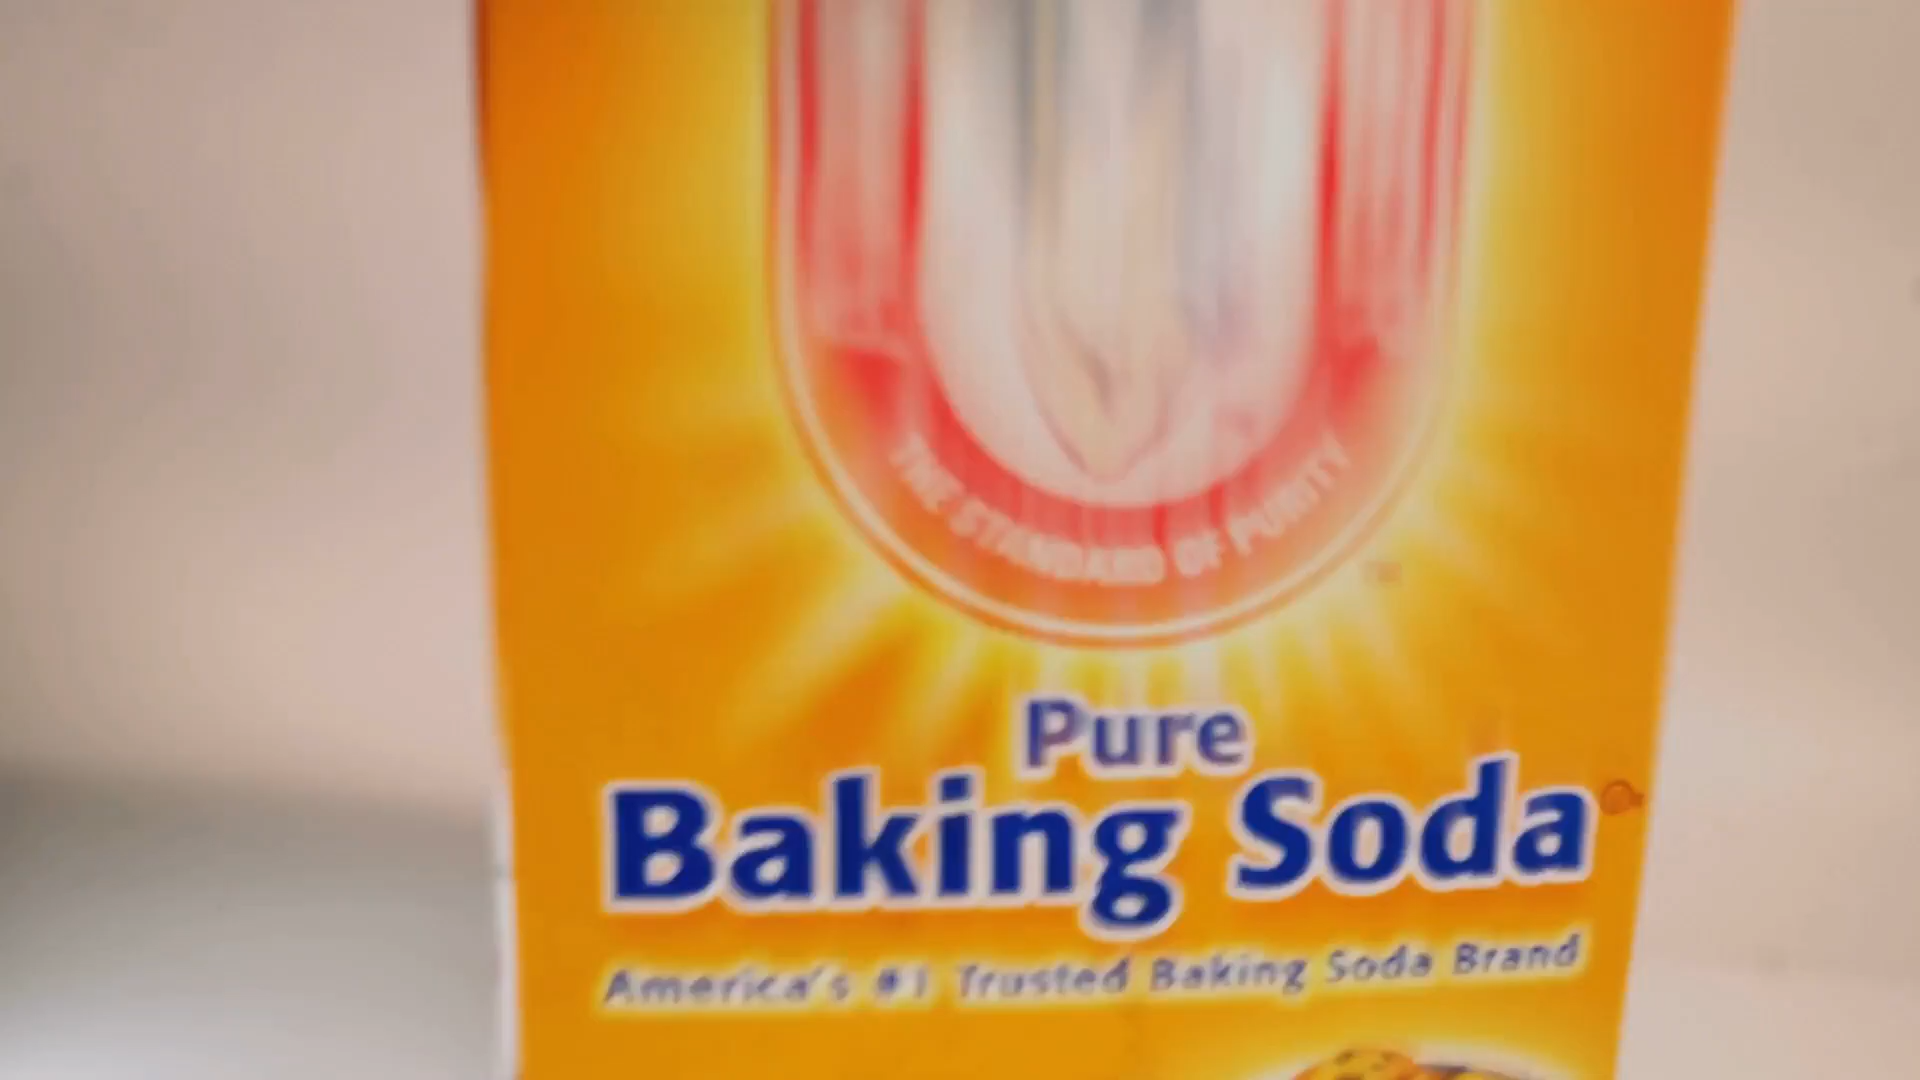 THE STANDARD OF PURITY
Pure
Baking Soda
America's #1 Trusted Baking Soda Brand